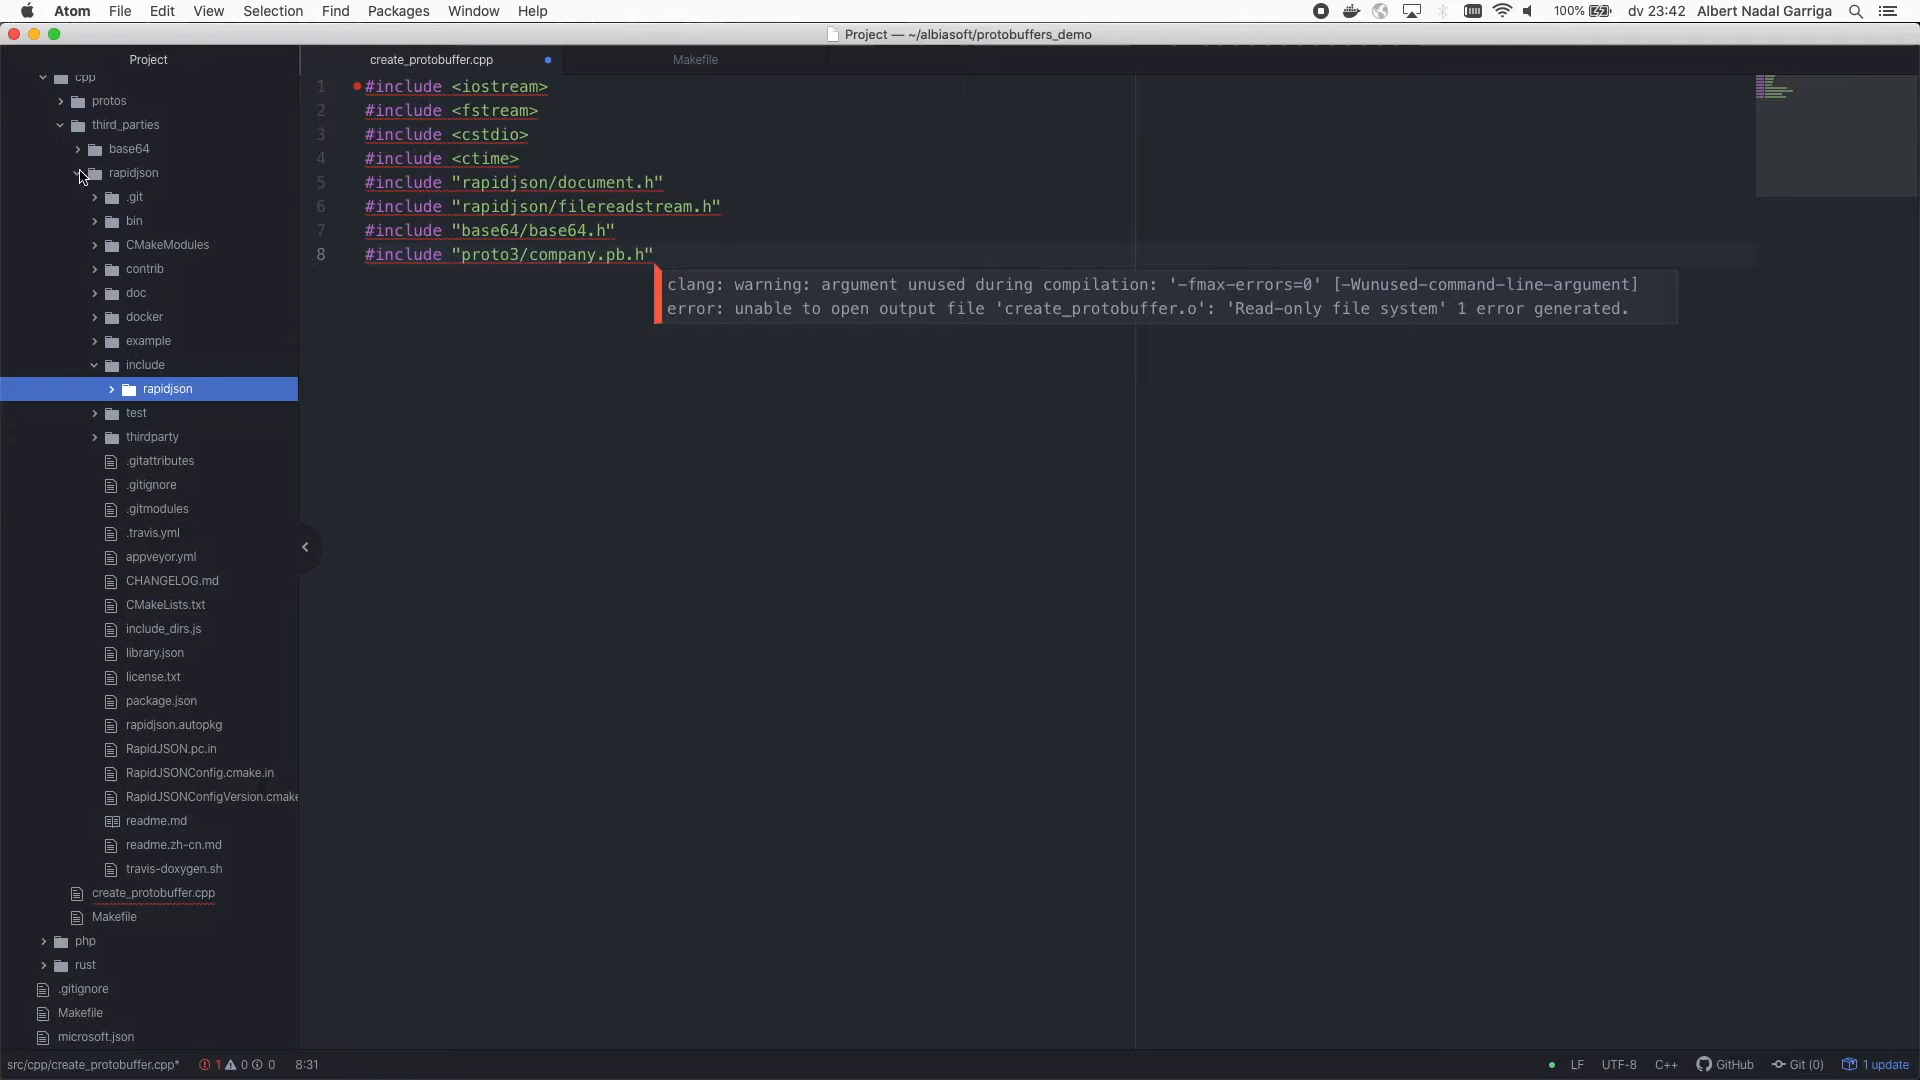 Atom File Edit View Selection Find Packages Window Help 100% dv 23:42 Albert Nadal Garriga
Project — ~/albiasoft/protobuffers_demo
Project
create_protobuffer.cpp
Makefile
cpp
protos
third_parties
base64
rapidjson
.git
bin
CMakeModules
contrib
doc
docker
example
include
rapidjson
test
thirdparty
.gitattributes
.gitignore
.gitmodules
.travis.yml
appveyor.yml
CHANGELOG.md
CMakeLists.txt
include_dirs.js
library.json
license.txt
package.json
rapidjson.autopkg
RapidJSON.pc.in
RapidJSONConfig.cmake.in
RapidJSONConfigVersion.cmake
readme.md
readme.zh-cn.md
travis-doxygen.sh
create_protobuffer.cpp
Makefile
php
rust
.gitignore
Makefile
microsoft.json
1 #include <iostream>
2 #include <fstream>
3 #include <cstdio>
4 #include <ctime>
5 #include "rapidjson/document.h"
6 #include "rapidjson/filereadstream.h"
7 #include "base64/base64.h"
8 #include "proto3/company.pb.h"
clang: warning: argument unused during compilation: '-fmax-errors=0' [-Wunused-command-line-argument]
error: unable to open output file 'create_protobuffer.o': 'Read-only file system' 1 error generated.
src/cpp/create_protobuffer.cpp* 1 0 0 8:31 LF UTF-8 C++ GitHub Git (0) 1 update